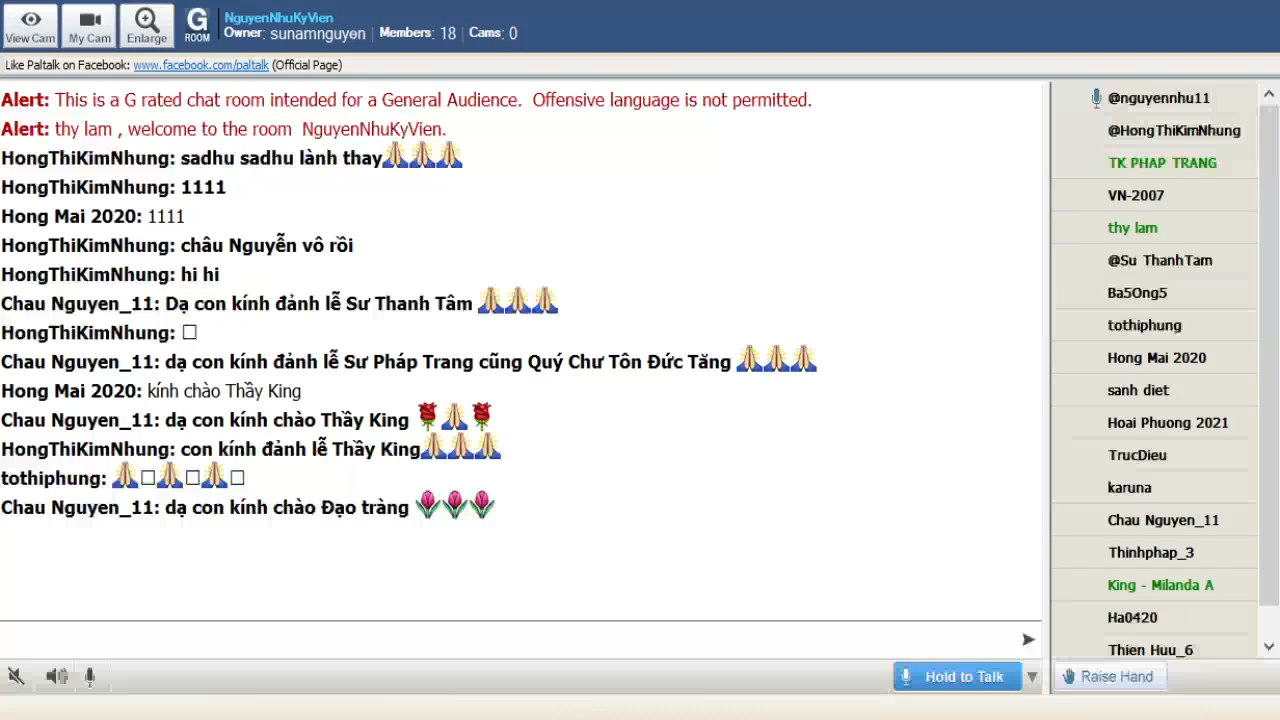 View Cam
My Cam
Enlarge
G
ROOM
NguyenNhuKyVien
Owner: sunamnguyen | Members: 18 | Cams: 0
Like Paltalk on Facebook: www.facebook.com/paltalk (Official Page)
Alert: This is a G rated chat room intended for a General Audience. Offensive language is not permitted.
Alert: thy lam , welcome to the room NguyenNhuKyVien.
HongThiKimNhung: sadhu sadhu lành thay🙏🙏🙏
HongThiKimNhung: 1111
Hong Mai 2020: 1111
HongThiKimNhung: châu Nguyễn vô rồi
HongThiKimNhung: hi hi
Chau Nguyen_11: Dạ con kính đảnh lễ Sư Thanh Tâm 🙏🙏🙏
HongThiKimNhung: □
Chau Nguyen_11: dạ con kính đảnh lễ Sư Pháp Trang cũng Quý Chư Tôn Đức Tăng 🙏🙏🙏
Hong Mai 2020: kính chào Thầy King
Chau Nguyen_11: dạ con kính chào Thầy King 🌹🙏🌹
HongThiKimNhung: con kính đảnh lễ Thầy King🙏🙏🙏
tothiphung: 🙏□🙏□🙏□
Chau Nguyen_11: dạ con kính chào Đạo tràng 🌷🌷🌷
Hold to Talk
@nguyennhu11
@HongThiKimNhung
TK PHAP TRANG
VN-2007
thy lam
@Su ThanhTam
Ba5Ong5
tothiphung
Hong Mai 2020
sanh diet
Hoai Phuong 2021
TrucDieu
karuna
Chau Nguyen_11
Thinhphap_3
King - Milanda A
Ha0420
Thien Huu_6
Raise Hand